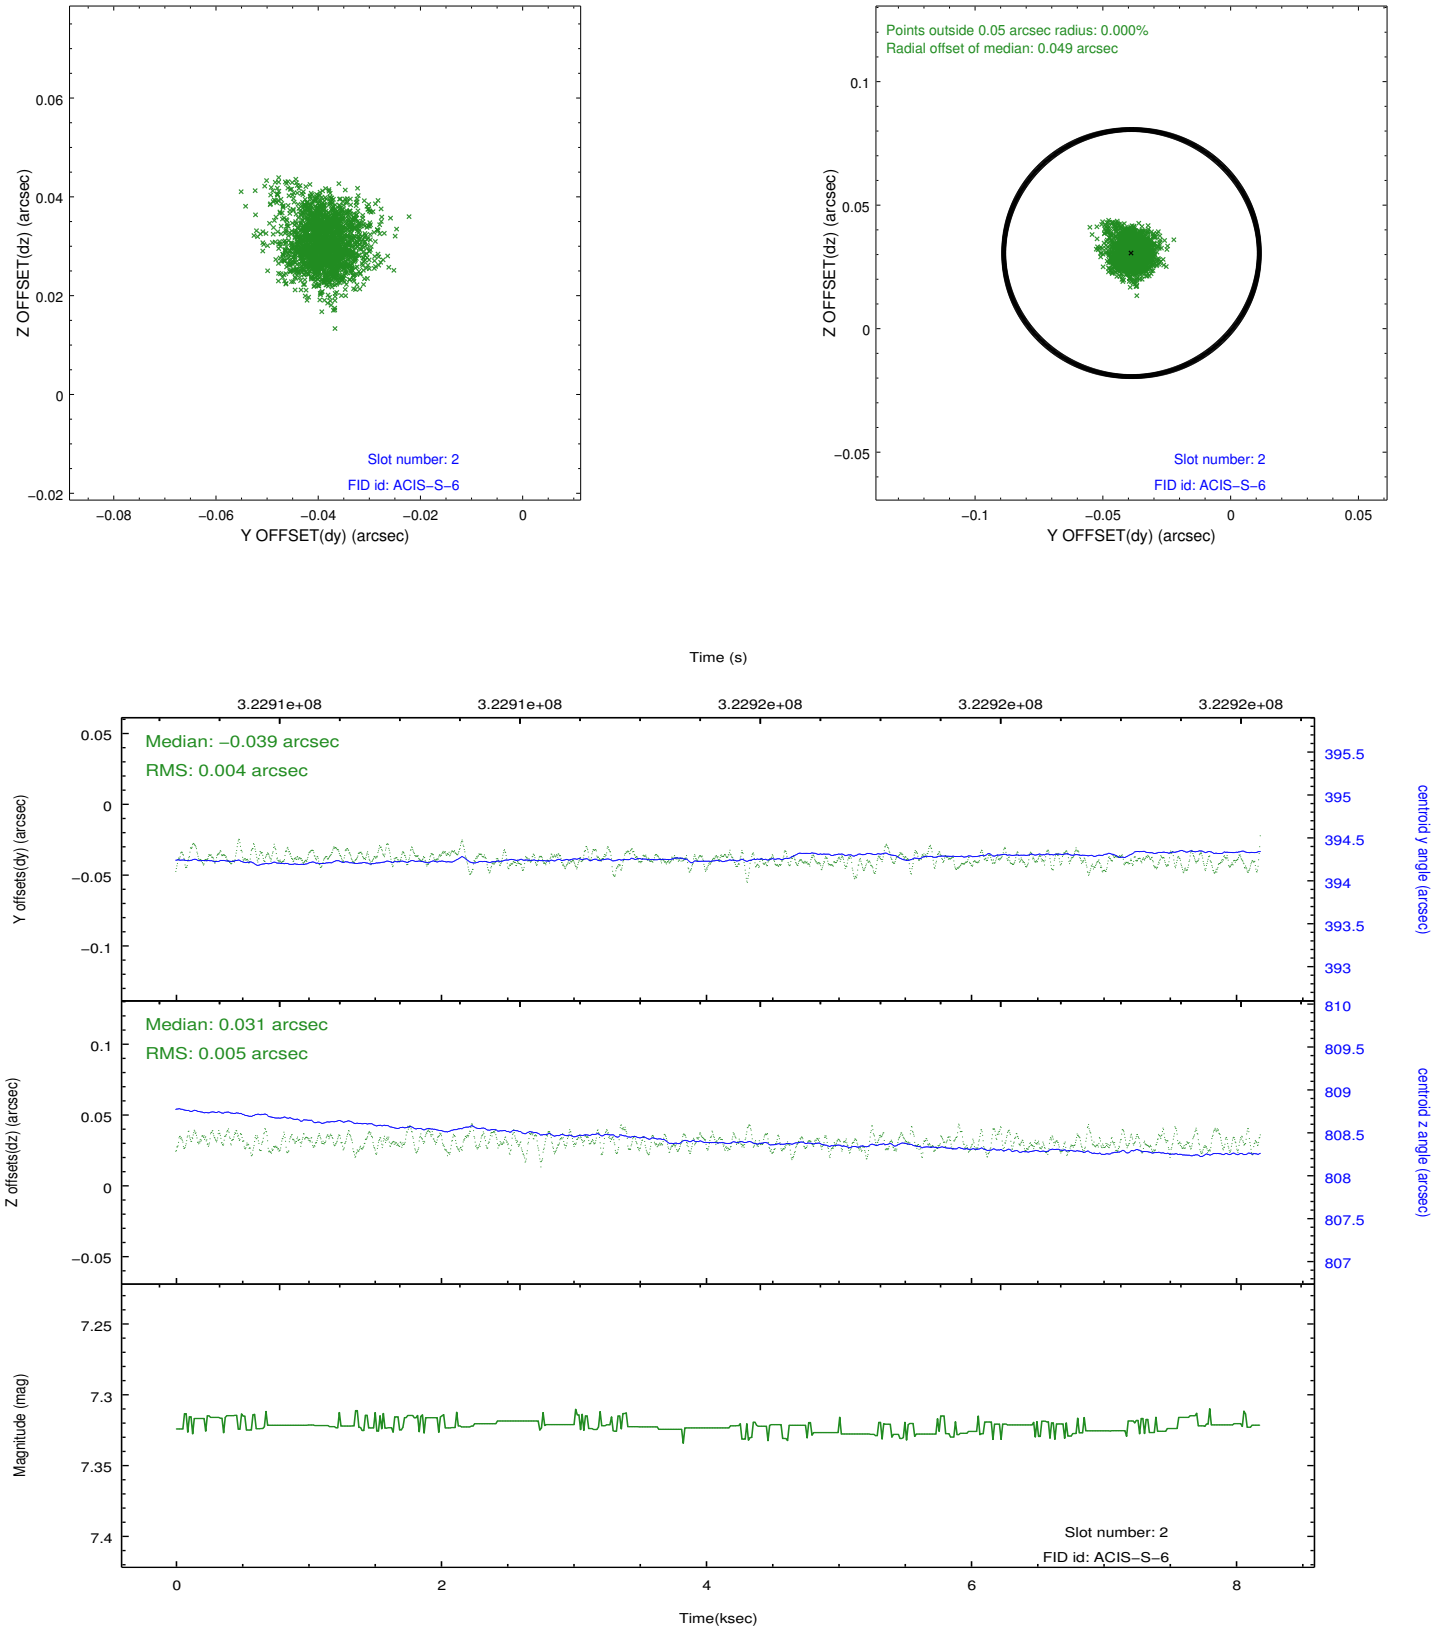 0.06
0.04
0.02
0
−0.02
Z OFFSET(dz) (arcsec)
−0.08
−0.06
−0.04
−0.02
0
Y OFFSET(dy) (arcsec)
Slot number: 2
FID id: ACIS−S−6
Points outside 0.05 arcsec radius: 0.000%
Radial offset of median: 0.049 arcsec
0.1
0.05
0
−0.05
Z OFFSET(dz) (arcsec)
−0.1
−0.05
0
0.05
Y OFFSET(dy) (arcsec)
Slot number: 2
FID id: ACIS−S−6
Time (s)
3.2291e+08
3.2291e+08
3.2292e+08
3.2292e+08
3.2292e+08
Median: −0.039 arcsec
RMS: 0.004 arcsec
0.05
0
−0.05
−0.1
Y offsets(dy) (arcsec)
395.5
395
394.5
394
393.5
393
centroid y angle (arcsec)
Median: 0.031 arcsec
RMS: 0.005 arcsec
0.1
0.05
0
−0.05
Z offsets(dz) (arcsec)
810
809.5
809
808.5
808
807.5
807
centroid z angle (arcsec)
7.25
7.3
7.35
7.4
Magnitude (mag)
Slot number: 2
FID id: ACIS−S−6
0
2
4
6
8
Time(ksec)